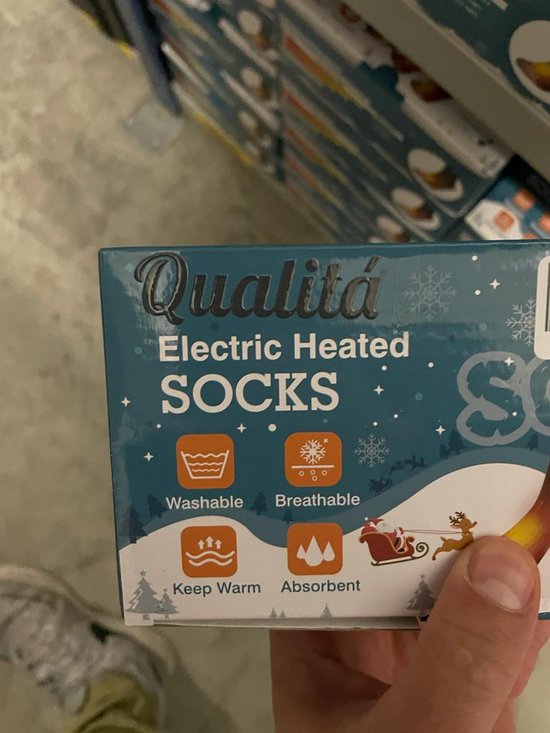 Qualitá
Electric Heated
SOCKS
Washable
Breathable
Keep Warm
Absorbent